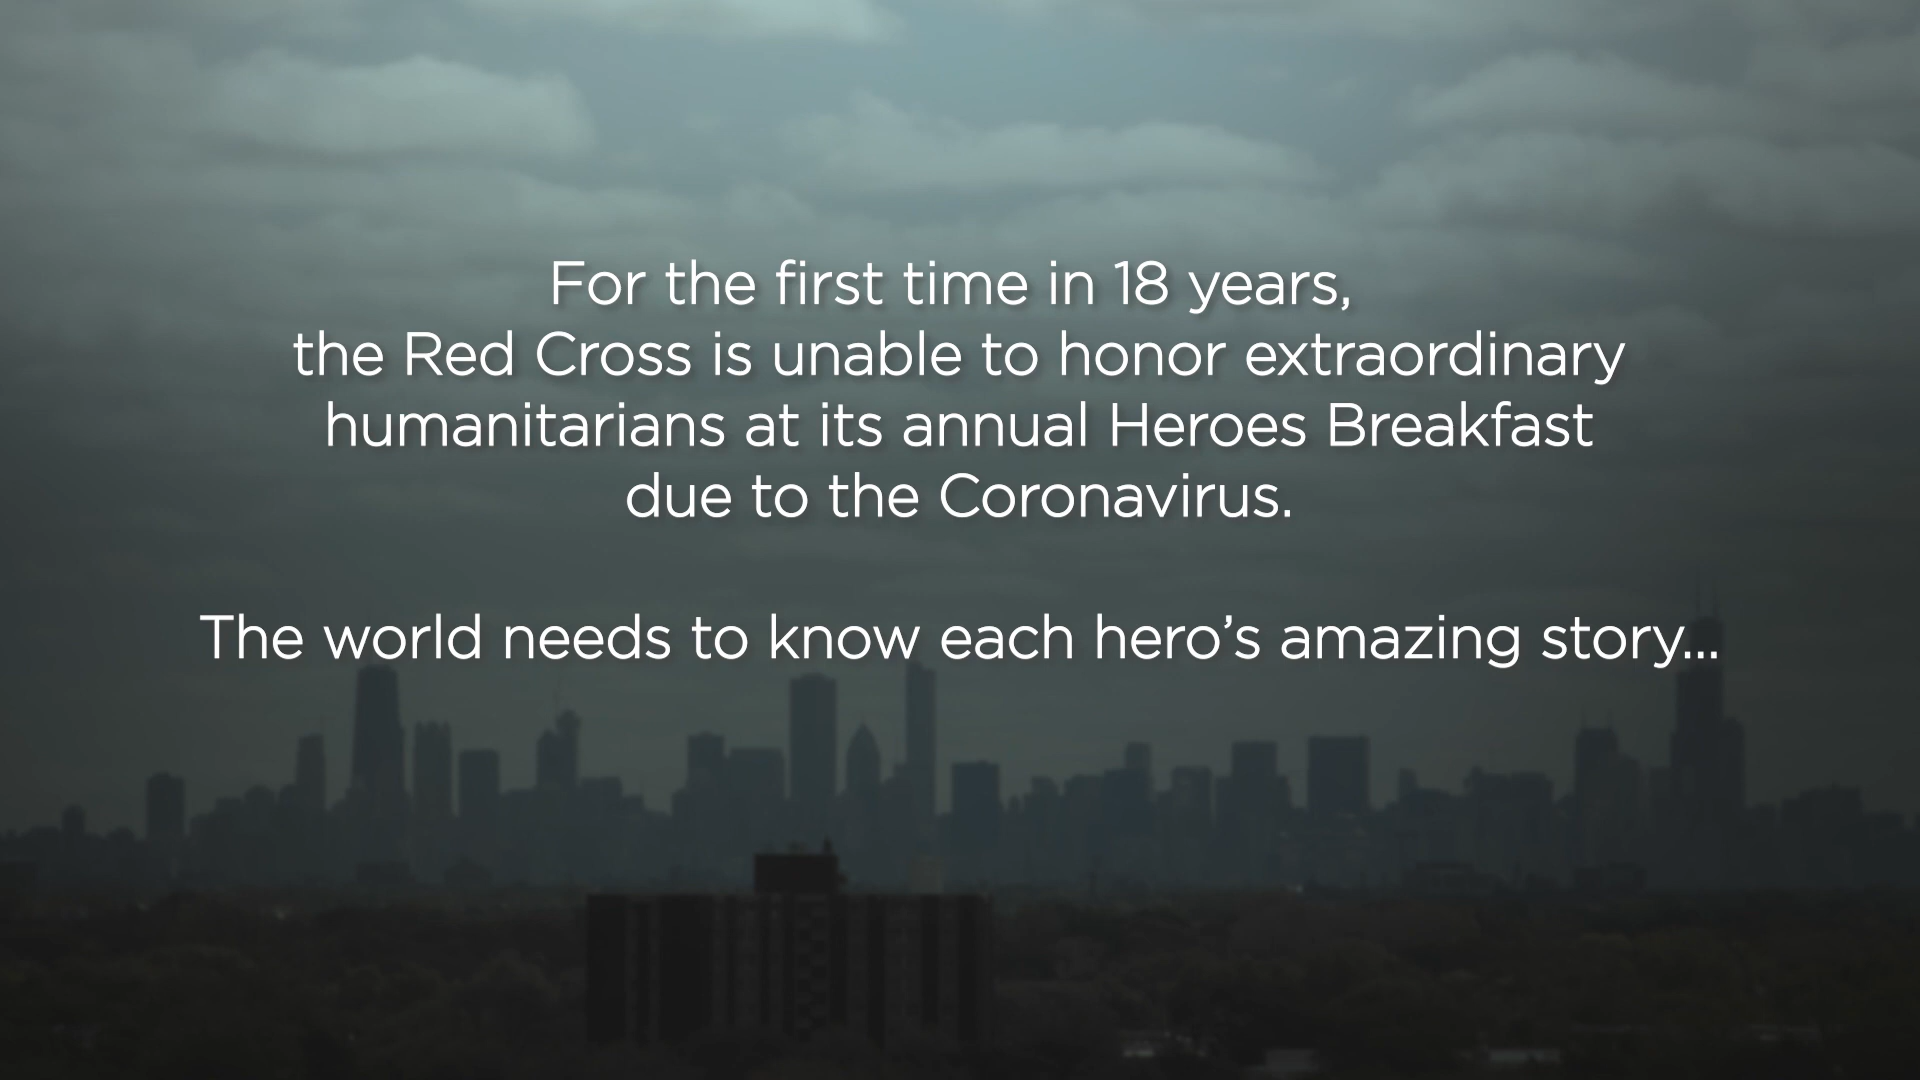 For the first time in 18 years,
the Red Cross is unable to honor extraordinary
humanitarians at its annual Heroes Breakfast
due to the Coronavirus.
The world needs to know each hero’s amazing story...